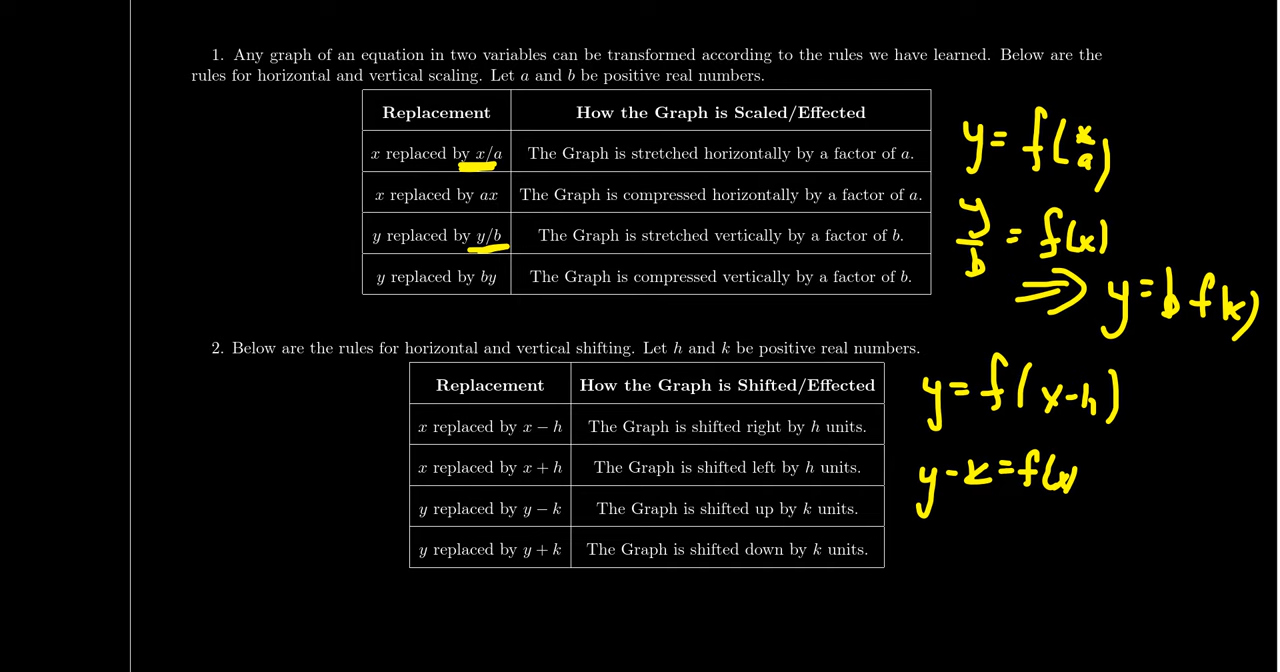 1. Any graph of an equation in two variables can be transformed according to the rules we have learned. Below are the
rules for horizontal and vertical scaling. Let a and b be positive real numbers.
Replacement How the Graph is Scaled/Effected
x replaced by x/a The Graph is stretched horizontally by a factor of a.
x replaced by ax The Graph is compressed horizontally by a factor of a.
y replaced by y/b The Graph is stretched vertically by a factor of b.
y replaced by by The Graph is compressed vertically by a factor of b.
y = f(x/a)
y/b = f(x)
⇒ y = b f(x)
2. Below are the rules for horizontal and vertical shifting. Let h and k be positive real numbers.
Replacement How the Graph is Shifted/Effected
x replaced by x − h The Graph is shifted right by h units.
x replaced by x + h The Graph is shifted left by h units.
y replaced by y − k The Graph is shifted up by k units.
y replaced by y + k The Graph is shifted down by k units.
y = f(x-h)
y - k = f(x)